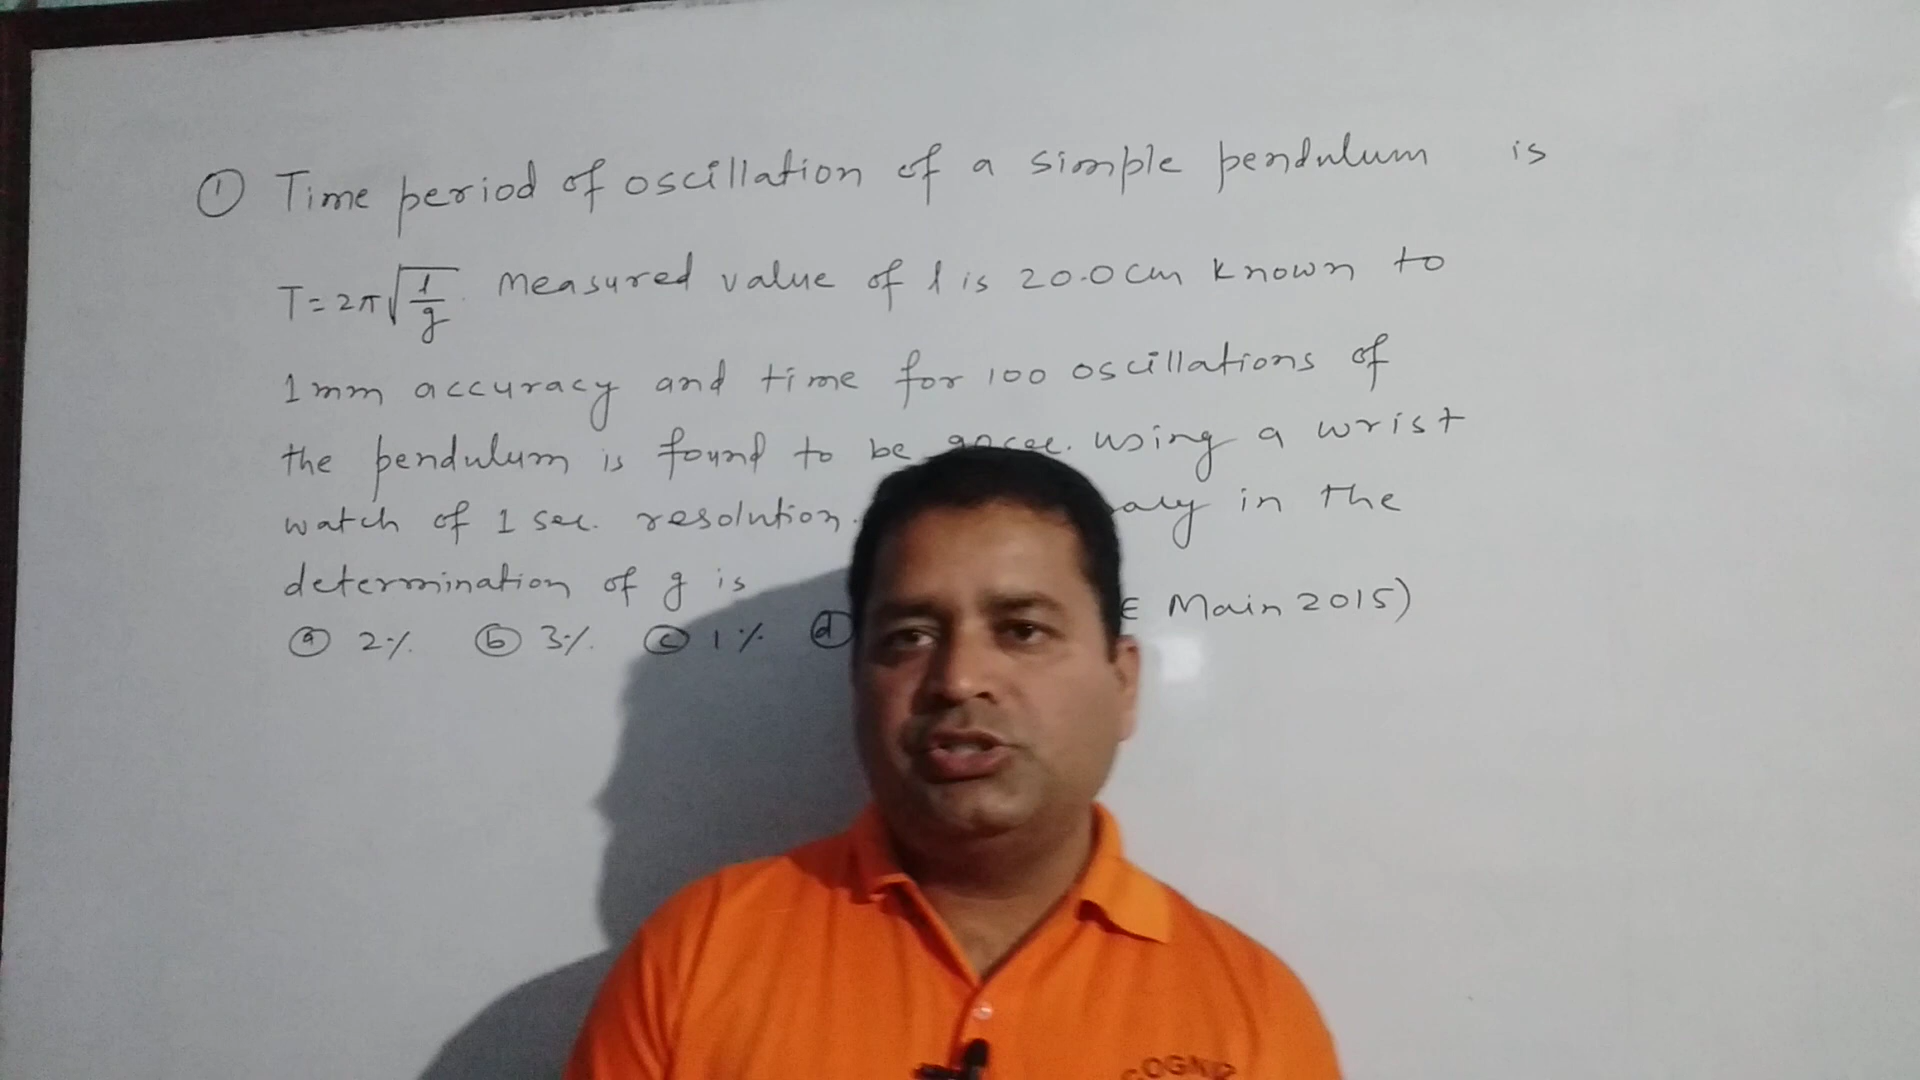 ① Time period of oscillation of a simple pendulum is
T=2π√(l/g). Measured value of l is 20.0 cm known to
1mm accuracy and time for 100 oscillations of
the pendulum is found to be using a wrist
watch of 1 sec. resolution. in the
determination of g is
E Main 2015)
ⓐ 2% ⓑ 3% ⓒ 1% ⓓ